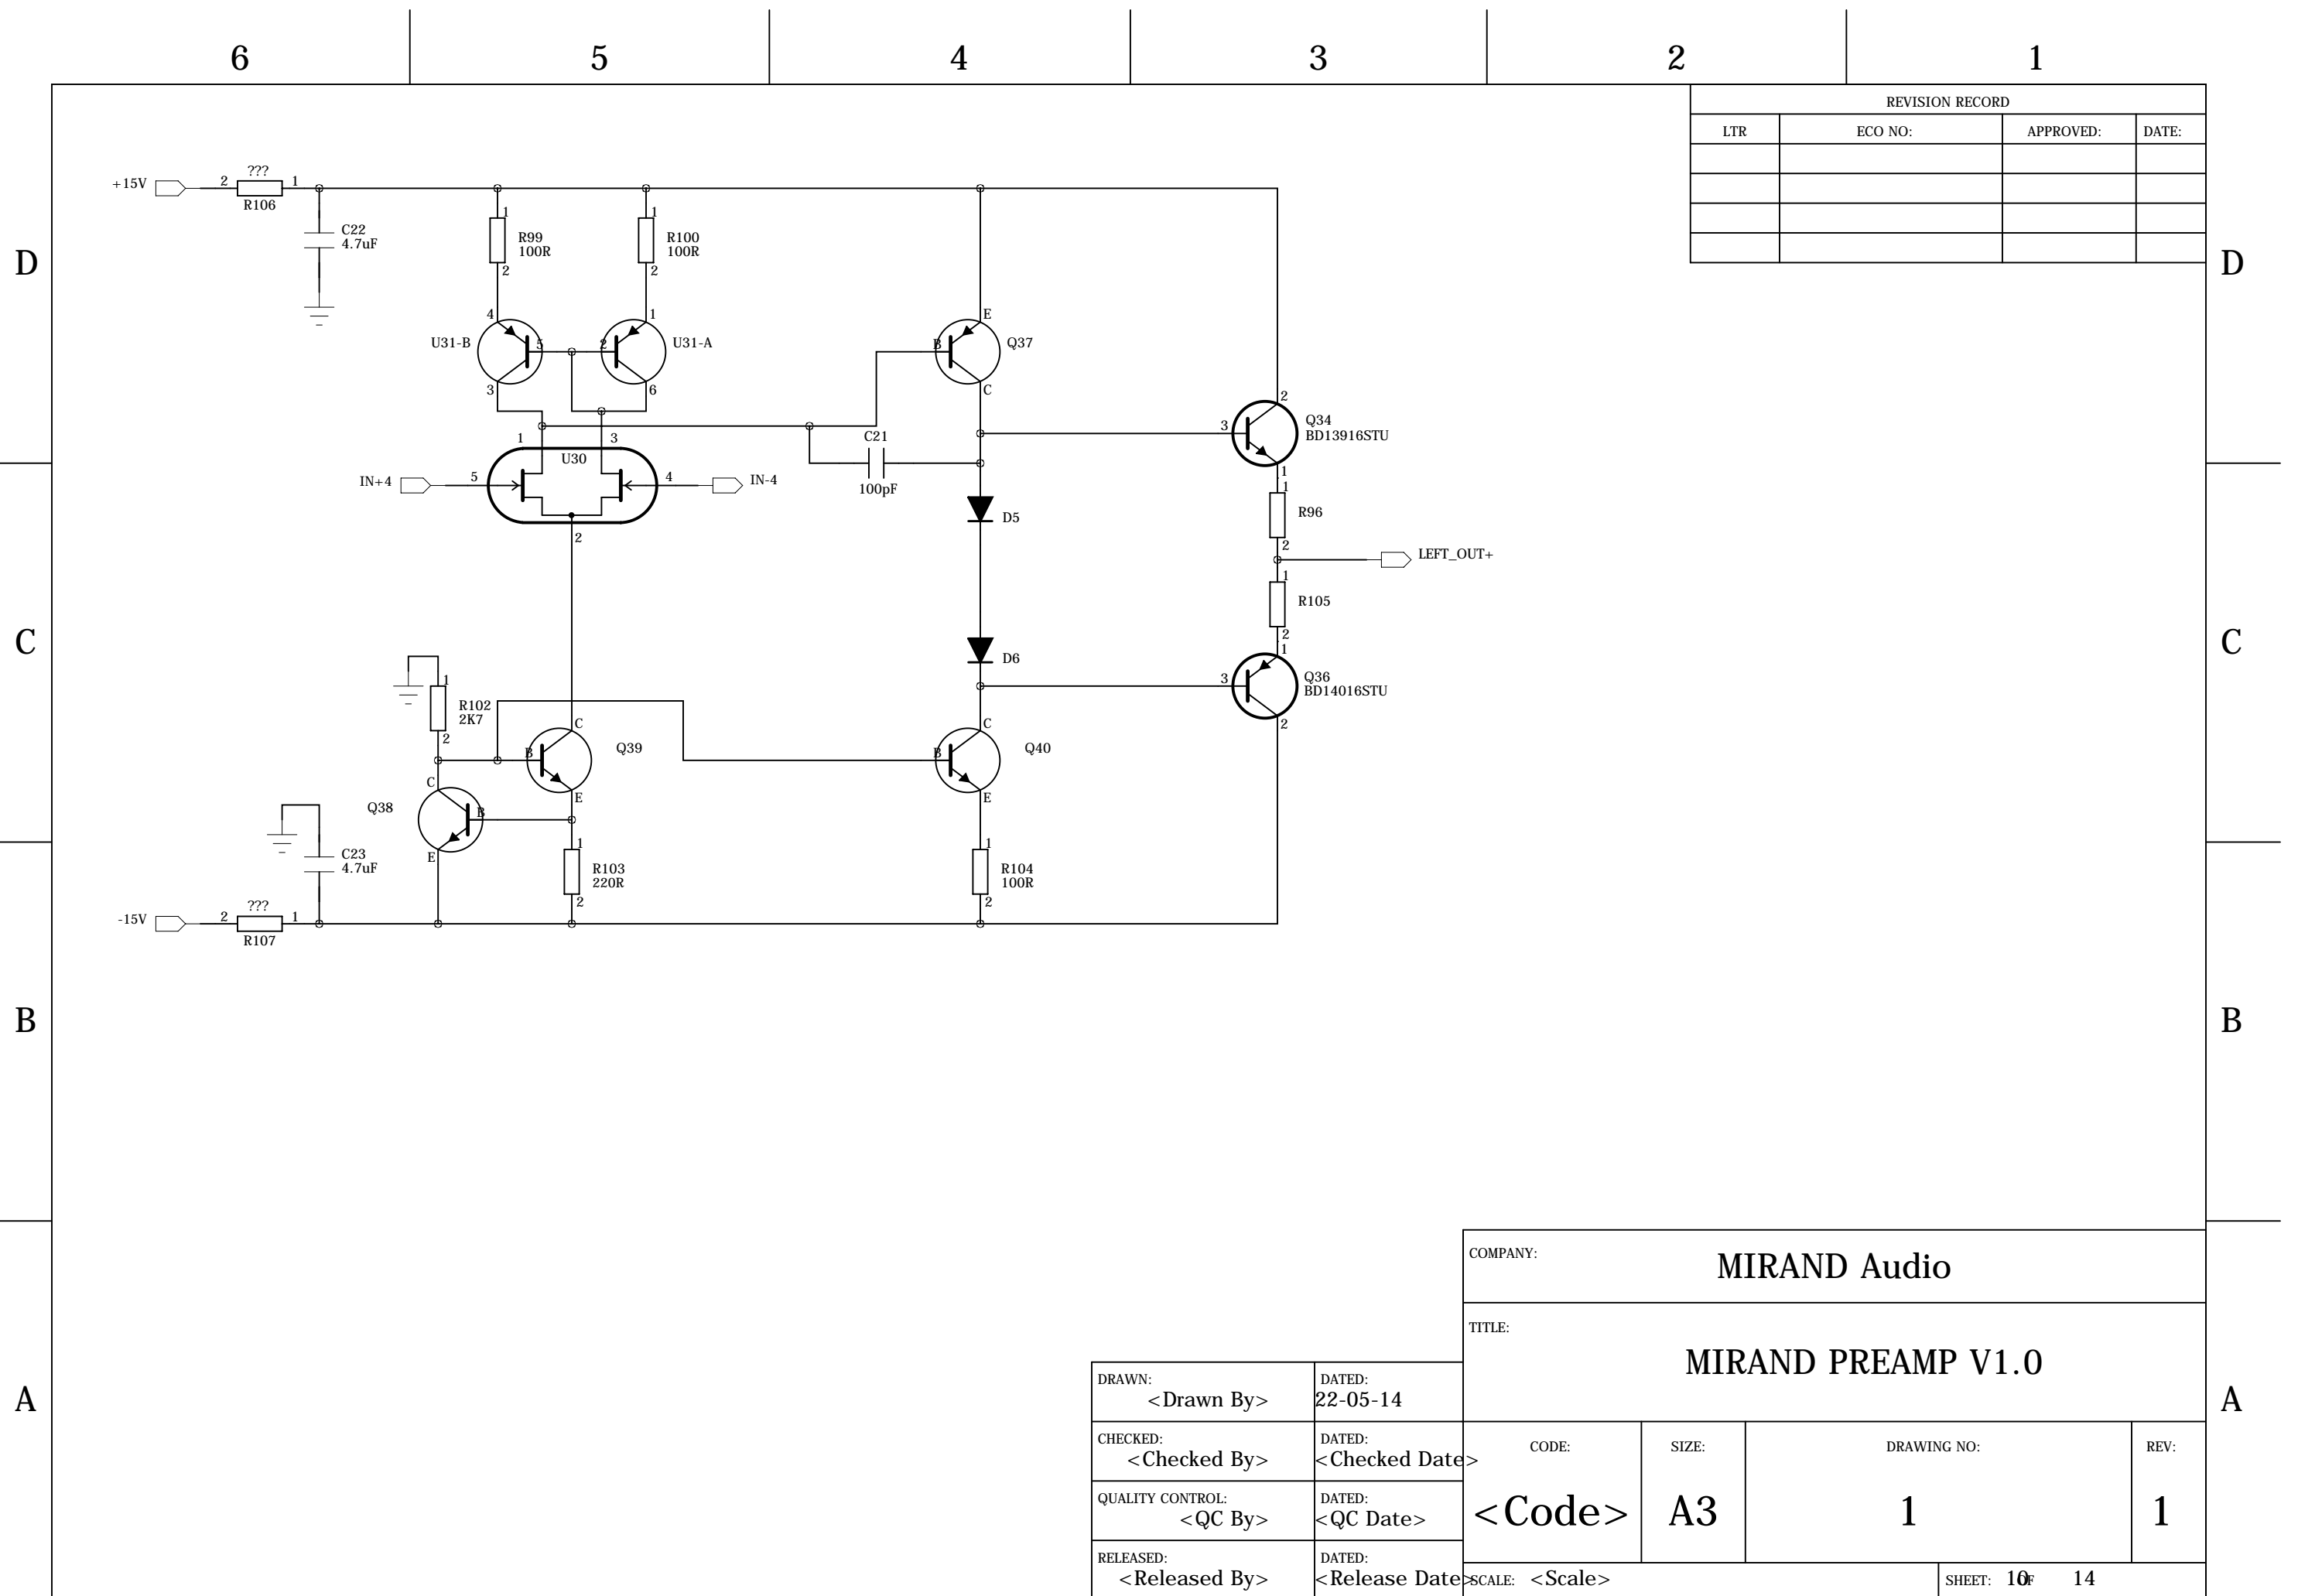 6 5 4 3 2 1
REVISION RECORD
LTR ECO NO: APPROVED: DATE:
D D
C C
B B
A A
+15V 2 ??? 1
R106
C22
4.7uF
1
R99
100R
2
1
R100
100R
2
4
U31-B 5
3
1
2 U31-A
6
E
B Q37
C
1 3
U30
IN+4 5 4 IN-4
2
C21
100pF
D5
D6
2
3 Q34
BD13916STU
1
1
R96
2
LEFT_OUT+
1
R105
2
1
3 Q36
BD14016STU
2
1
R102
2K7
2
C
B Q39
E
C
B Q40
E
C
Q38 B
E
C23
4.7uF
1
R103
220R
2
1
R104
100R
2
-15V 2 ??? 1
R107
COMPANY: MIRAND Audio
TITLE:
MIRAND PREAMP V1.0
DRAWN: DATED:
<Drawn By> 22-05-14
CHECKED: DATED:
<Checked By> <Checked Date>
QUALITY CONTROL: DATED:
<QC By> <QC Date>
RELEASED: DATED:
<Released By> <Release Date>
CODE: SIZE: DRAWING NO: REV:
<Code> A3 1 1
SCALE: <Scale> SHEET: 10 OF 14